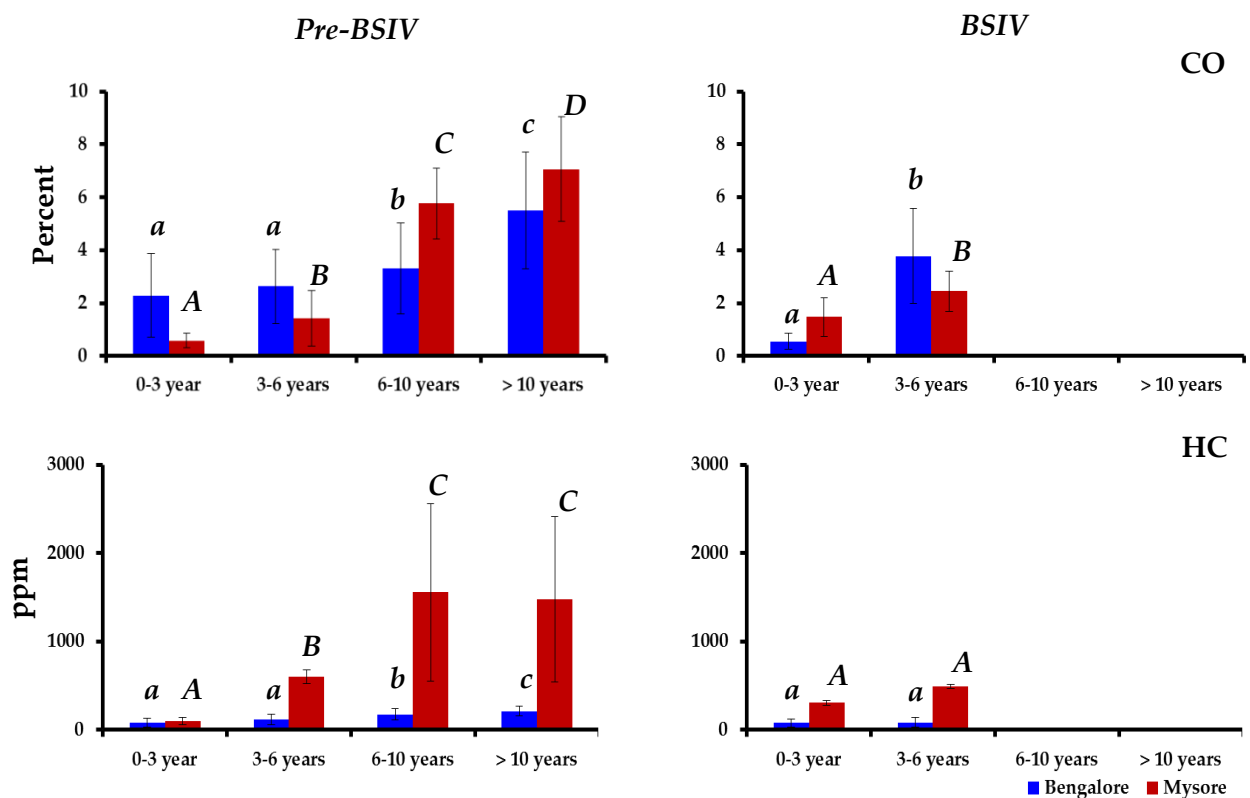 Pre-BSIV
BSIV
CO
Percent
10
8
6
4
2
0
a
A
a
B
b
C
c
D
0-3 year
3-6 years
6-10 years
> 10 years
10
8
6
4
2
0
a
A
b
B
0-3 year
3-6 years
6-10 years
> 10 years
HC
ppm
3000
2000
1000
0
a
A
a
B
b
C
c
C
0-3 year
3-6 years
6-10 years
> 10 years
3000
2000
1000
0
a
A
a
A
0-3 year
3-6 years
6-10 years
> 10 years
Bengalore Mysore